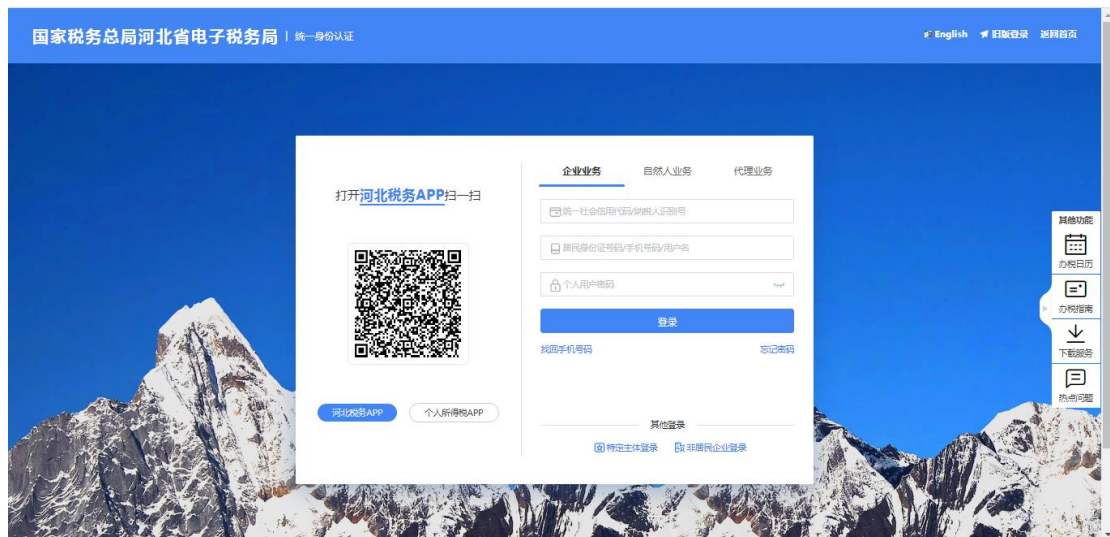 国家税务总局河北省电子税务局 | 统一身份认证
English 旧版登录 返回首页
打开河北税务APP扫一扫
河北税务APP 个人所得税APP
企业业务 自然人业务 代理业务
统一社会信用代码/纳税人识别号
居民身份证号码/手机号码/用户名
个人用户密码
登录
找回手机号码 忘记密码
其他登录
特定主体登录 非居民企业登录
其他功能
办税日历
办税指南
下载服务
热点问题